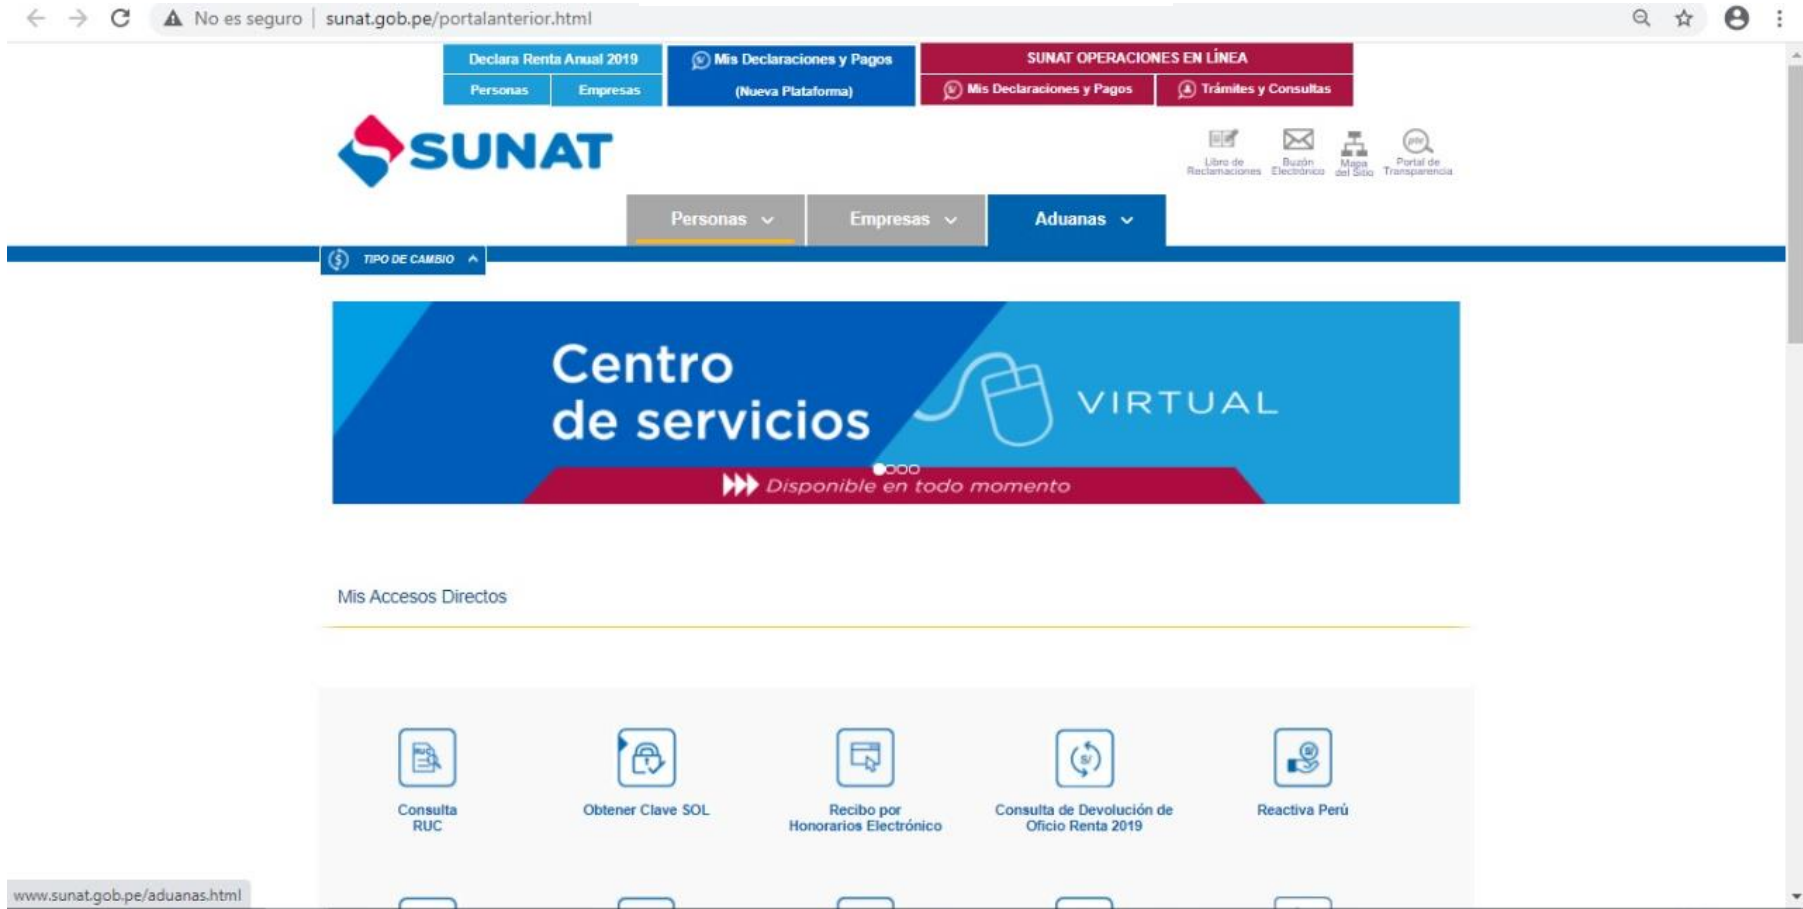 No es seguro | sunat.gob.pe/portalanterior.html
Declara Renta Anual 2019
Personas Empresas
Mis Declaraciones y Pagos
(Nueva Plataforma)
SUNAT OPERACIONES EN LÍNEA
Mis Declaraciones y Pagos
Trámites y Consultas
SUNAT
Libro de
Reclamaciones
Buzón
Electrónico
Mapa
del Sitio
pte
Portal de
Transparencia
Personas Empresas Aduanas
TIPO DE CAMBIO
Centro
de servicios
VIRTUAL
Disponible en todo momento
Mis Accesos Directos
RUC
Consulta
RUC
Obtener Clave SOL
Recibo por
Honorarios Electrónico
S/
Consulta de Devolución de
Oficio Renta 2019
S/
Reactiva Perú
www.sunat.gob.pe/aduanas.html